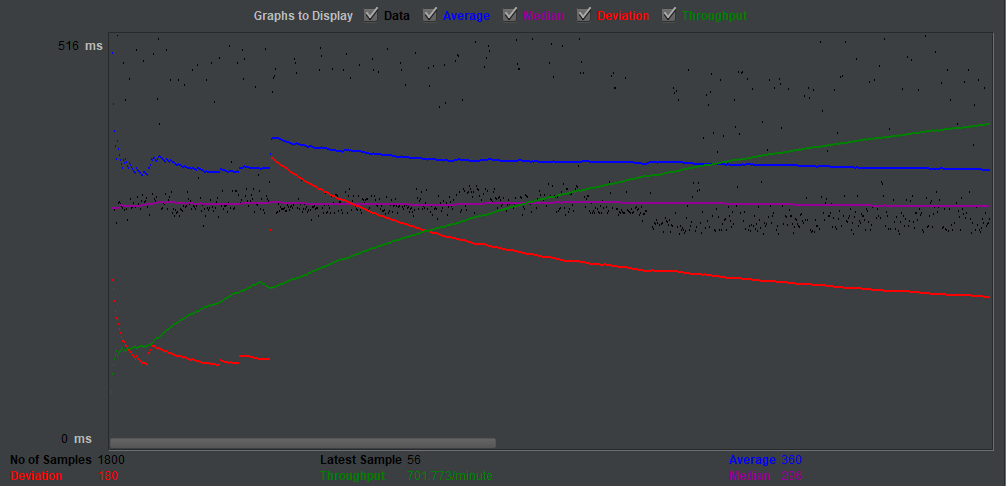 Graphs to Display Data Average Median Deviation Throughput
516 ms
0 ms
No of Samples 1800 Latest Sample 56 Average 360
Deviation 180 Throughput 701.773/minute Median